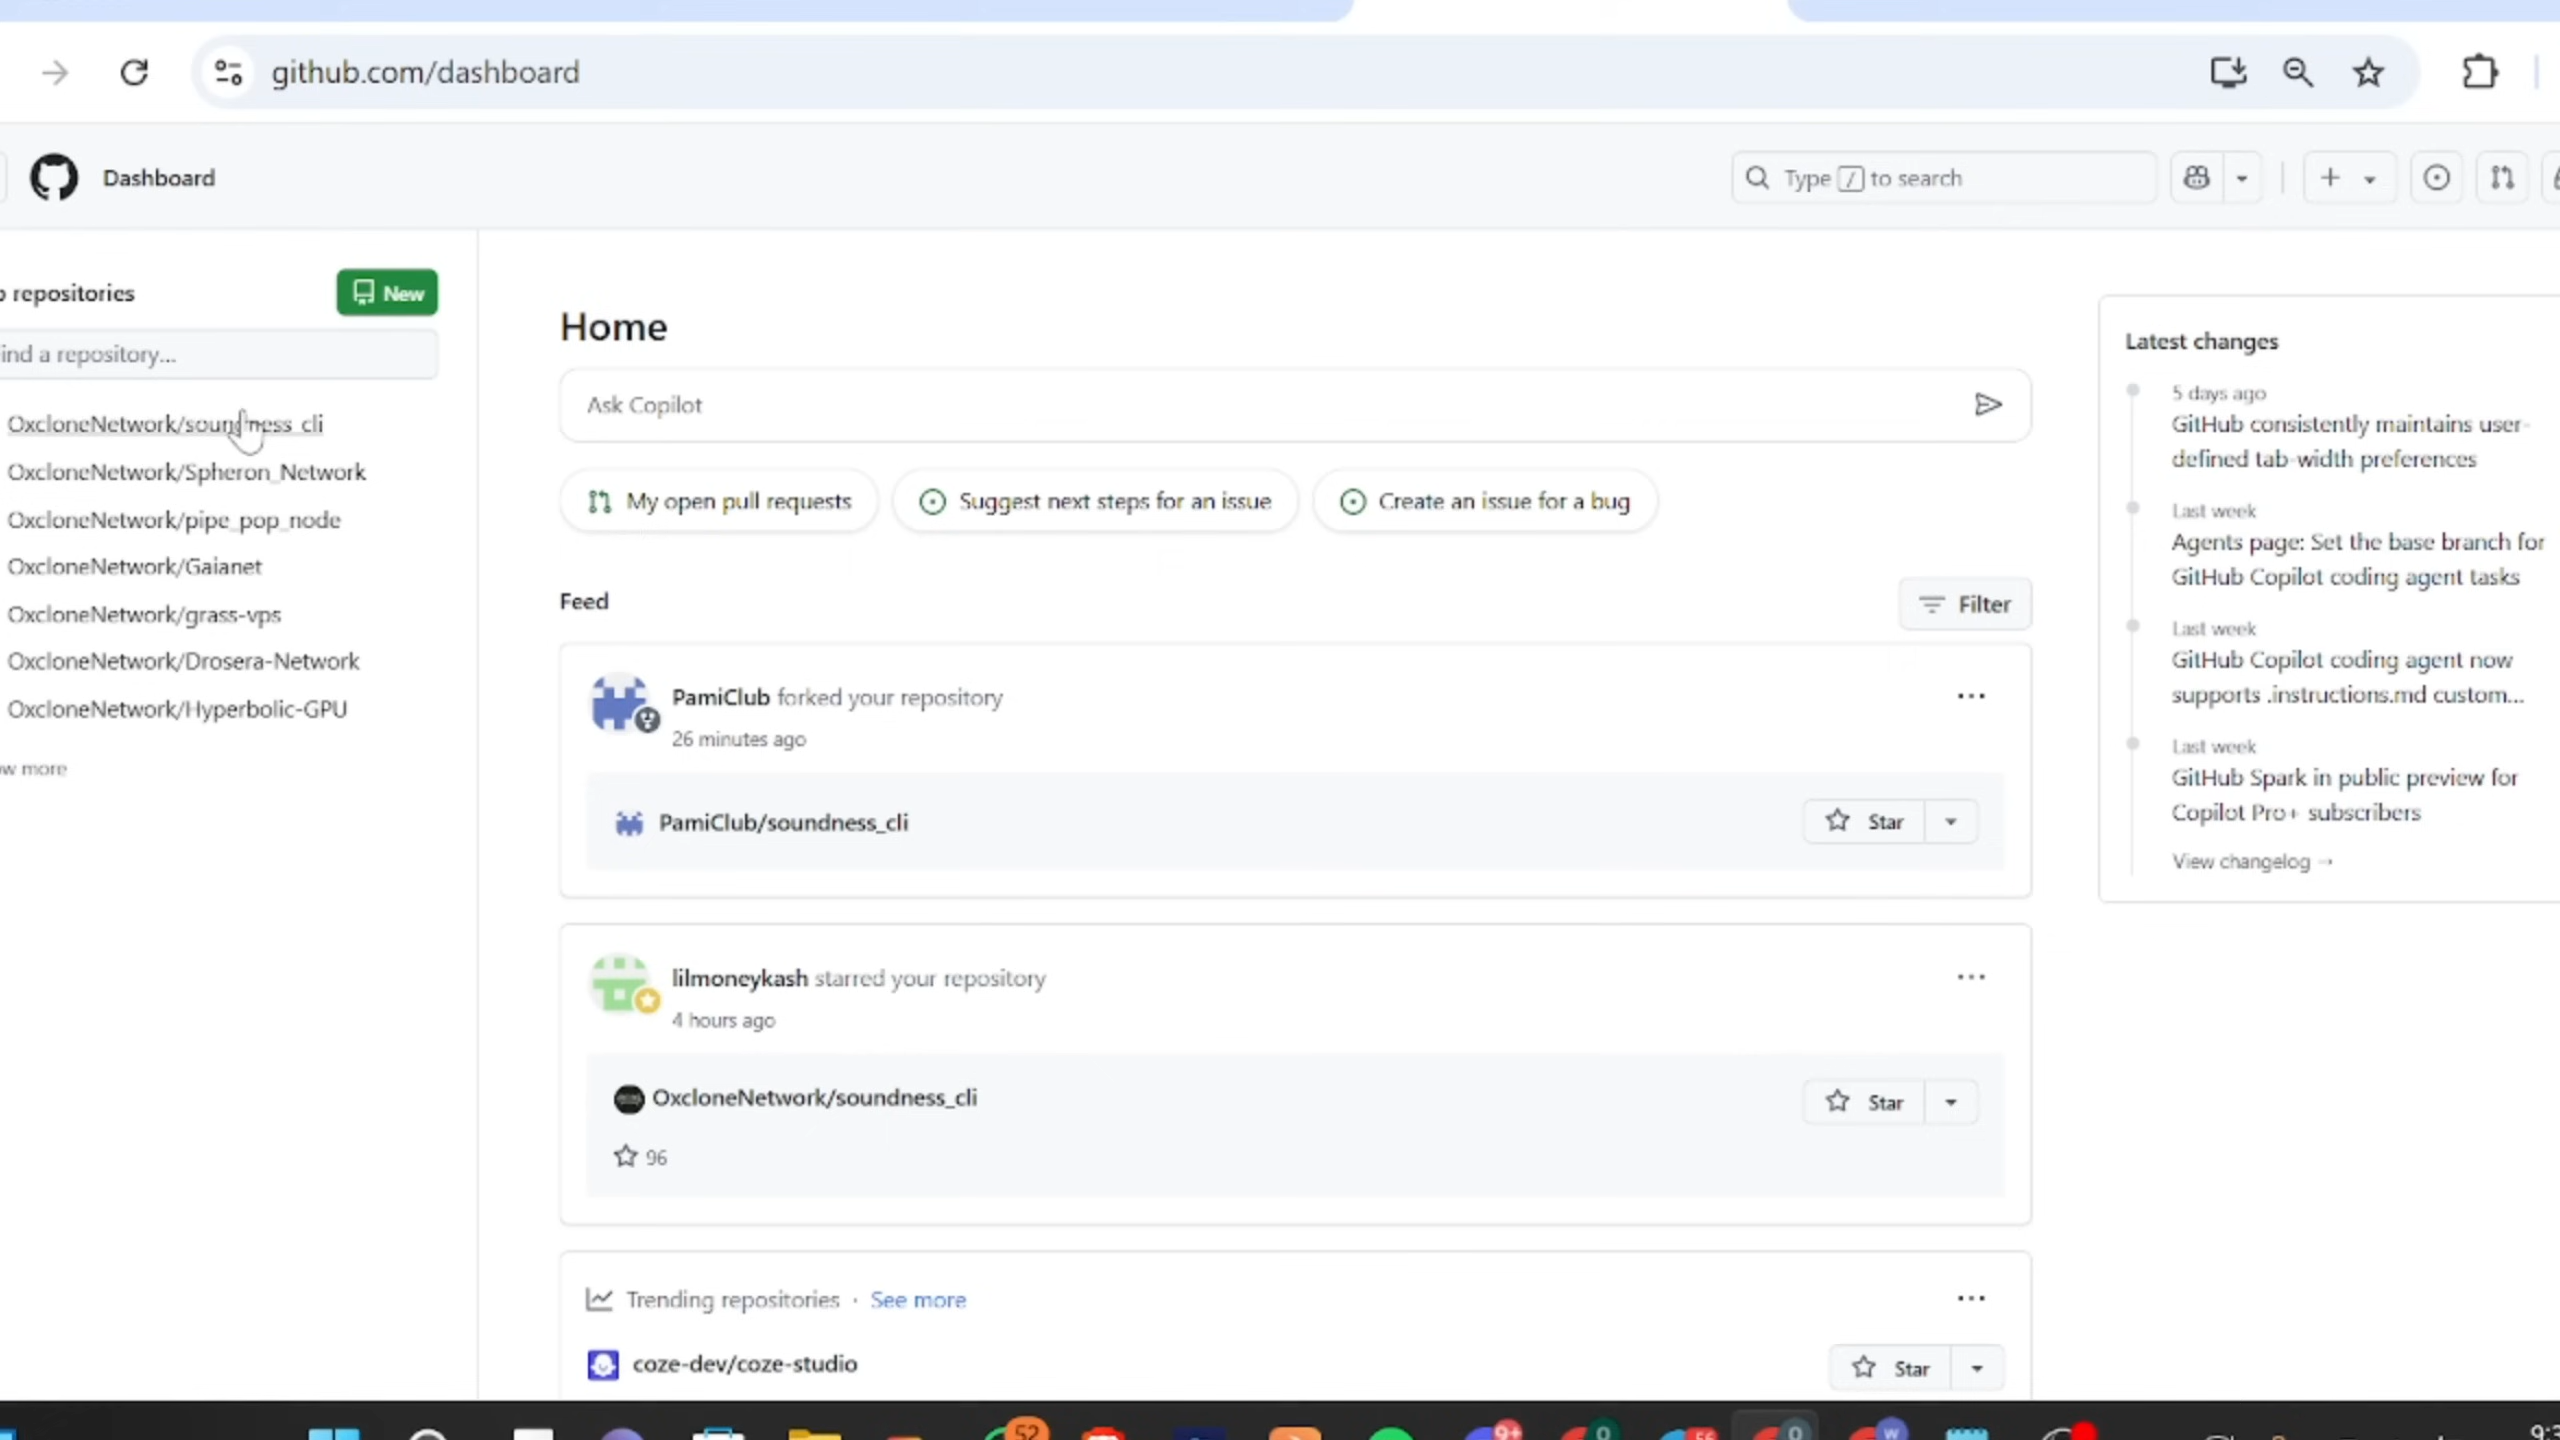 github.com/dashboard
Dashboard
Type / to search
repositories
New
ind a repository...
OxcloneNetwork/soundness_cli
OxcloneNetwork/Spheron_Network
OxcloneNetwork/pipe_pop_node
OxcloneNetwork/Gaianet
OxcloneNetwork/grass-vps
OxcloneNetwork/Drosera-Network
OxcloneNetwork/Hyperbolic-GPU
w more
Home
Ask Copilot
My open pull requests
Suggest next steps for an issue
Create an issue for a bug
Feed
Filter
PamiClub forked your repository
26 minutes ago
PamiClub/soundness_cli
Star
lilmoneykash starred your repository
4 hours ago
OxcloneNetwork/soundness_cli
Star
96
Trending repositories · See more
coze-dev/coze-studio
Star
Latest changes
5 days ago
GitHub consistently maintains user-
defined tab-width preferences
Last week
Agents page: Set the base branch for
GitHub Copilot coding agent tasks
Last week
GitHub Copilot coding agent now
supports .instructions.md custom...
Last week
GitHub Spark in public preview for
Copilot Pro+ subscribers
View changelog →
52
9+